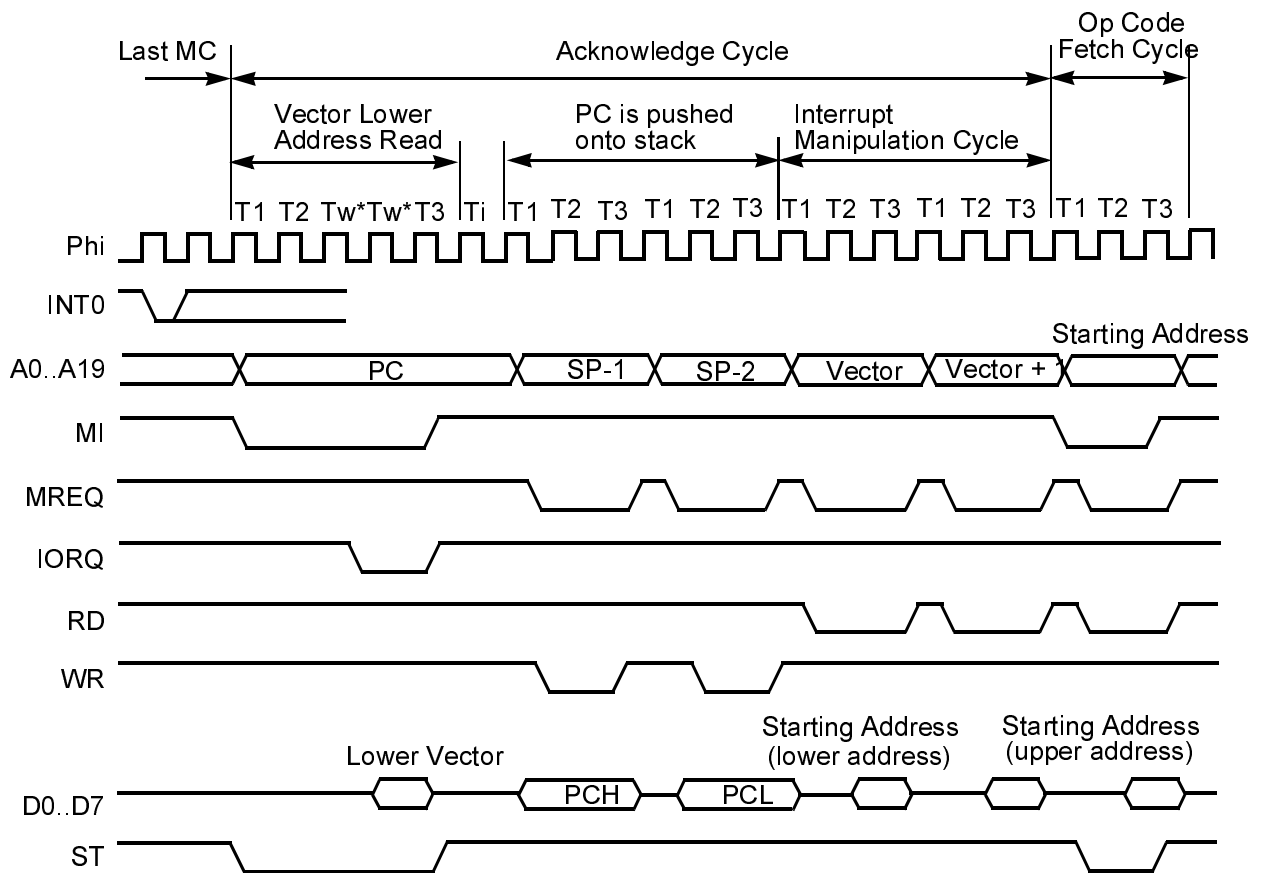 Op Code
Last MC Acknowledge Cycle Fetch Cycle
Vector Lower PC is pushed Interrupt
Address Read onto stack Manipulation Cycle
T1 T2 Tw* Tw* T3 Ti T1 T2 T3 T1 T2 T3 T1 T2 T3 T1 T2 T3 T1 T2 T3
Phi
INT0
Starting Address
A0..A19 PC SP-1 SP-2 Vector Vector + 1
MI
MREQ
IORQ
RD
WR
Starting Address Starting Address
Lower Vector (lower address) (upper address)
D0..D7 PCH PCL
ST